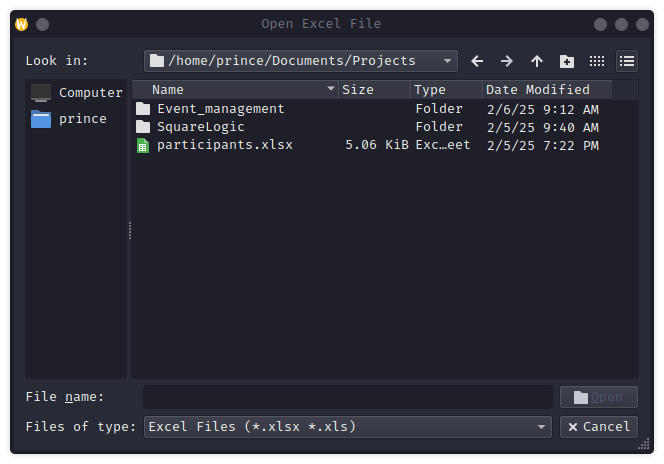 Open Excel File
Look in: /home/prince/Documents/Projects
Computer
prince
Name Size Type Date Modified
Event_management Folder 2/6/25 9:12 AM
SquareLogic Folder 2/5/25 9:40 AM
participants.xlsx 5.06 KiB Exc…eet 2/5/25 7:22 PM
File name: Open
Files of type: Excel Files (*.xlsx *.xls) Cancel